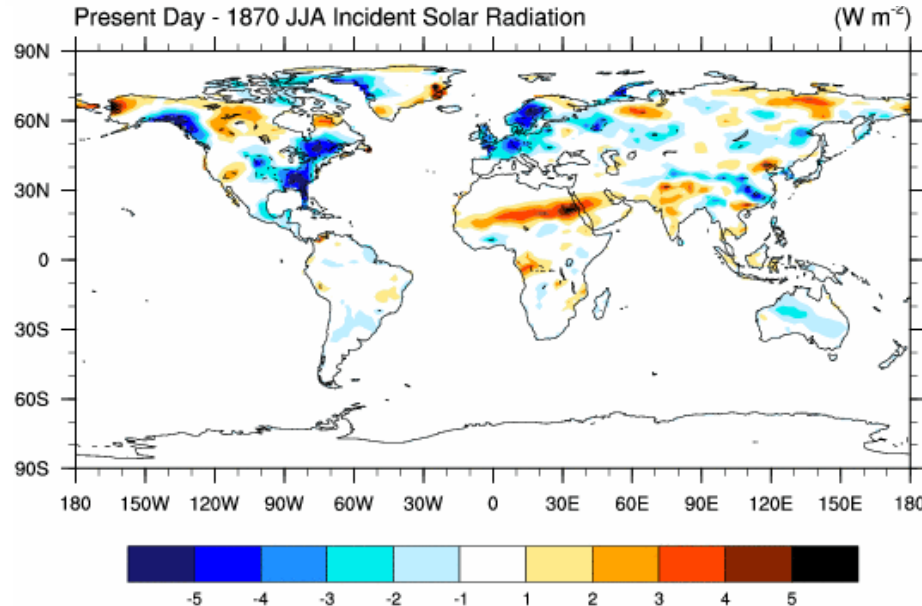 Present Day - 1870 JJA Incident Solar Radiation (W m⁻²)
90N
60N
30N
0
30S
60S
90S
180 150W 120W 90W 60W 30W 0 30E 60E 90E 120E 150E 180
-5 -4 -3 -2 -1 1 2 3 4 5